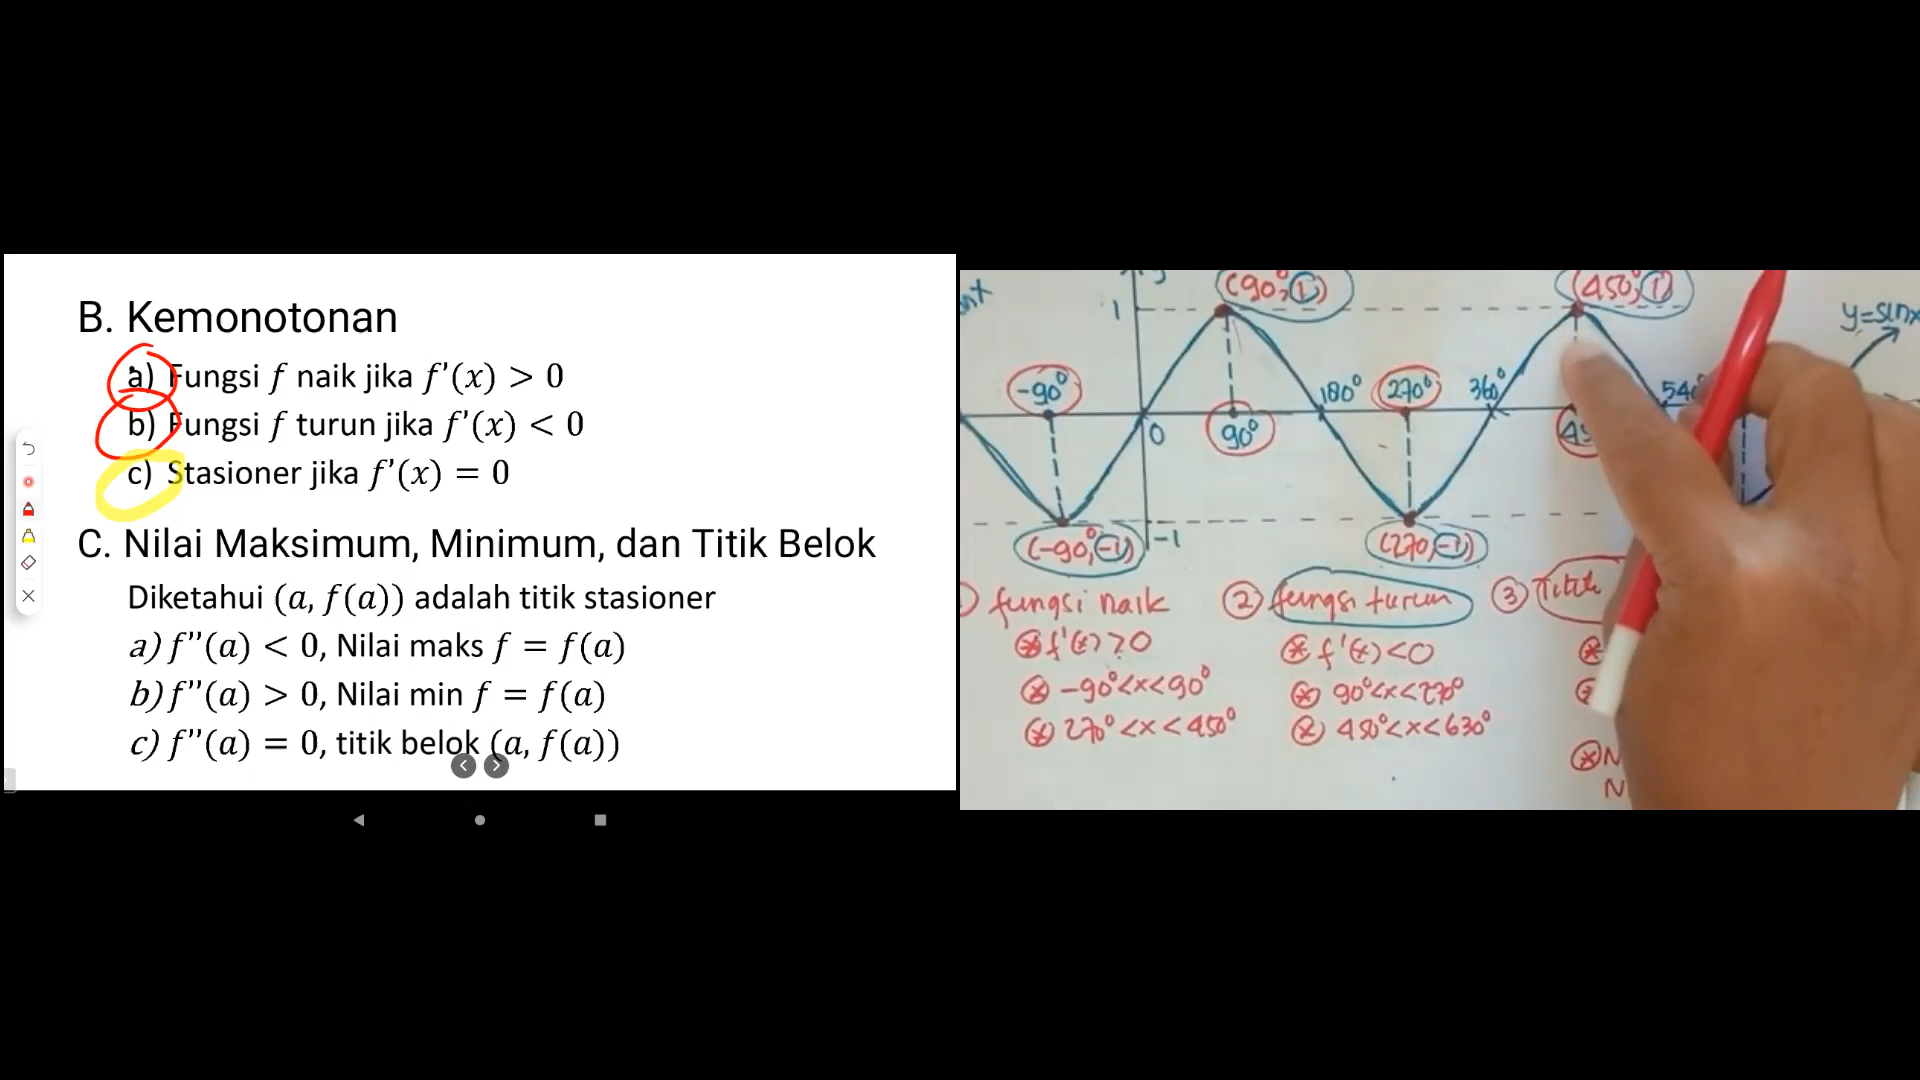 B. Kemonotonan
a) Fungsi f naik jika f'(x) > 0
b) Fungsi f turun jika f'(x) < 0
c) Stasioner jika f'(x) = 0
C. Nilai Maksimum, Minimum, dan Titik Belok
Diketahui (a, f(a)) adalah titik stasioner
a) f''(a) < 0, Nilai maks f = f(a)
b) f''(a) > 0, Nilai min f = f(a)
c) f''(a) = 0, titik belok (a, f(a))
(90°, 1)
(450°, 1)
1
y=sinx
-90°
180°
270°
360°
540°
0
90°
(-90°, -1)
-1
(270, -1)
fungsi naik
f'(x) > 0
-90° < x < 90°
270° < x < 450°
② fungsi turun
f'(x) < 0
90° < x < 270°
450° < x < 630°
③ Titik
N
N